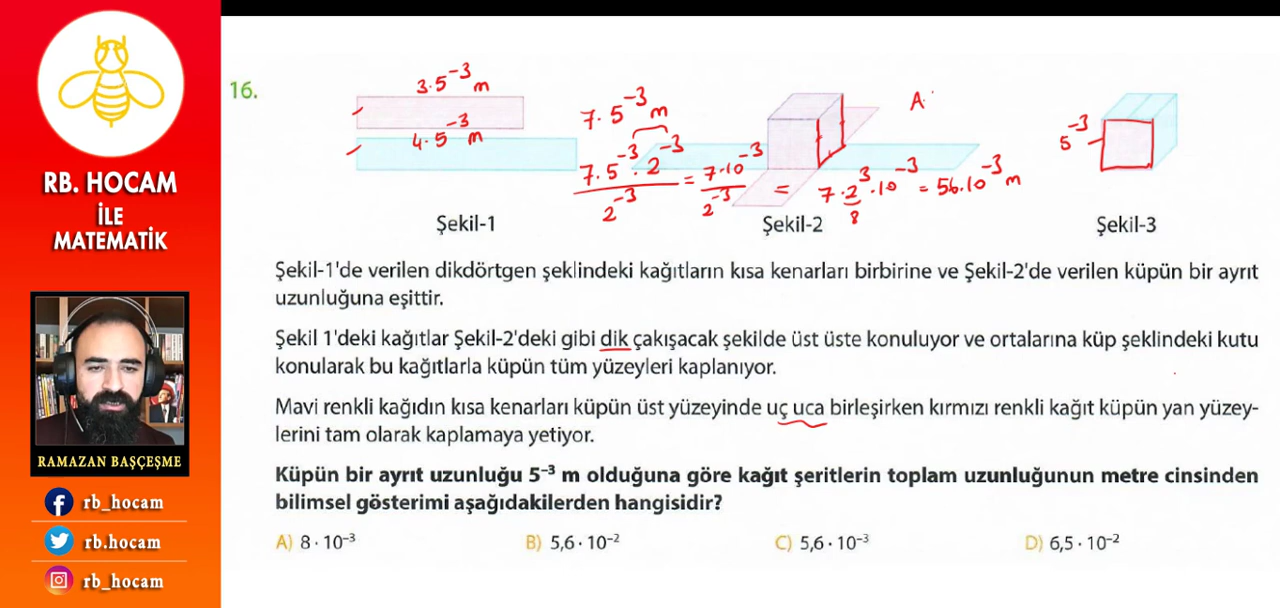 RB. HOCAM
İLE
MATEMATİK
RAMAZAN BAŞÇEŞME
rb_hocam
rb.hocam
rb_hocam
16.
3·5⁻³ m
4·5⁻³ m
7·5⁻³ m
7·5⁻³·2⁻³ / 2⁻³ = 7·10⁻³ / 2⁻³ = 7·2³·10⁻³ = 56·10⁻³ m
8
A
5⁻³
Şekil-1
Şekil-2
Şekil-3
Şekil-1'de verilen dikdörtgen şeklindeki kağıtların kısa kenarları birbirine ve Şekil-2'de verilen küpün bir ayrıt
uzunluğuna eşittir.
Şekil 1'deki kağıtlar Şekil-2'deki gibi dik çakışacak şekilde üst üste konuluyor ve ortalarına küp şeklindeki kutu
konularak bu kağıtlarla küpün tüm yüzeyleri kaplanıyor.
Mavi renkli kağıdın kısa kenarları küpün üst yüzeyinde uç uca birleşirken kırmızı renkli kağıt küpün yan yüzey-
lerini tam olarak kaplamaya yetiyor.
Küpün bir ayrıt uzunluğu 5⁻³ m olduğuna göre kağıt şeritlerin toplam uzunluğunun metre cinsinden
bilimsel gösterimi aşağıdakilerden hangisidir?
A) 8 · 10⁻³
B) 5,6 · 10⁻²
C) 5,6 · 10⁻³
D) 6,5 · 10⁻²